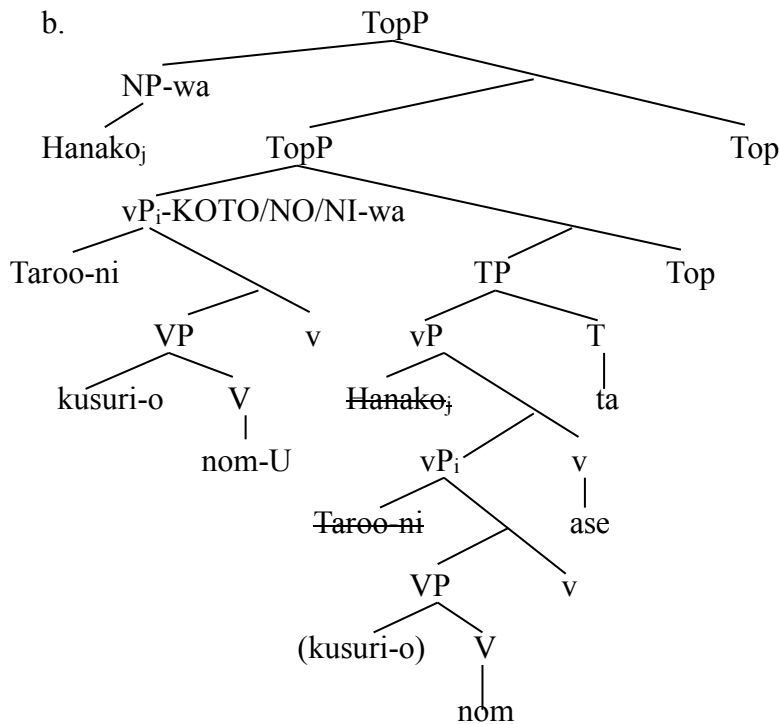 b. TopP
NP-wa
Hanakoj TopP Top
vPi-KOTO/NO/NI-wa
Taroo-ni TP Top
VP v vP T
kusuri-o V Hanakoj ta
nom-U vPi v
Taroo-ni ase
VP v
(kusuri-o) V
nom